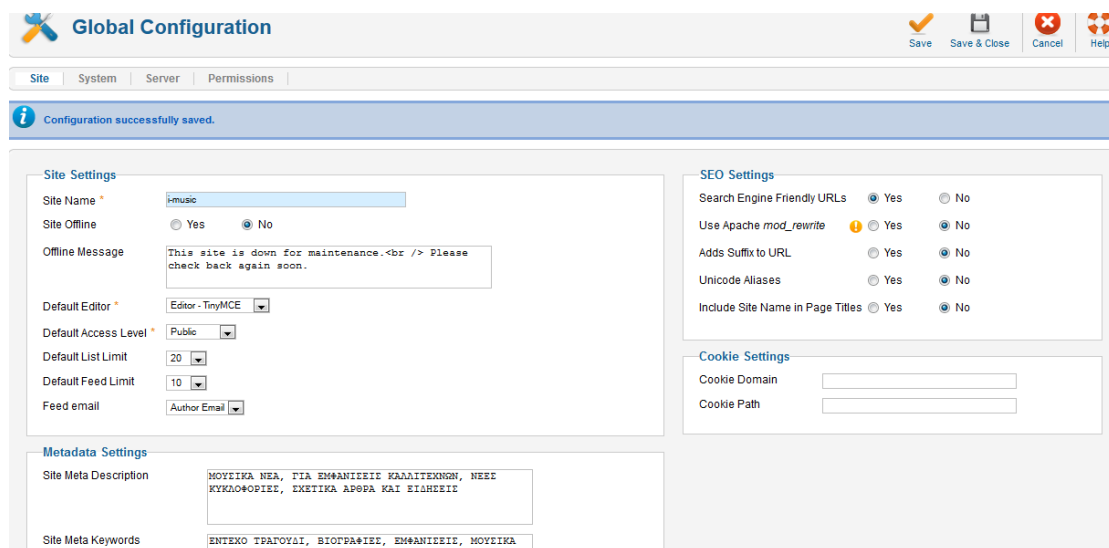 Global Configuration
Save
Save & Close
Cancel
Help
Site
System
Server
Permissions
Configuration successfully saved.
Site Settings
Site Name *
i-music
Site Offline
Yes
No
Offline Message
This site is down for maintenance.<br /> Please
check back again soon.
Default Editor *
Editor - TinyMCE
Default Access Level *
Public
Default List Limit
20
Default Feed Limit
10
Feed email
Author Email
Metadata Settings
Site Meta Description
ΜΟΥΣΙΚΑ ΝΕΑ, ΓΙΑ ΕΜΦΑΝΙΣΕΙΣ ΚΑΛΛΙΤΕΧΝΩΝ, ΝΕΕΣ
ΚΥΚΛΟΦΟΡΙΕΣ, ΣΧΕΤΙΚΑ ΑΡΘΡΑ ΚΑΙ ΕΙΔΗΣΕΙΣ
Site Meta Keywords
ΕΝΤΕΧΟ ΤΡΑΓΟΥΔΙ, ΒΙΟΓΡΑΦΙΕΣ, ΕΜΦΑΝΙΣΕΙΣ, ΜΟΥΣΙΚΑ
SEO Settings
Search Engine Friendly URLs
Yes
No
Use Apache mod_rewrite
Yes
No
Adds Suffix to URL
Yes
No
Unicode Aliases
Yes
No
Include Site Name in Page Titles
Yes
No
Cookie Settings
Cookie Domain
Cookie Path